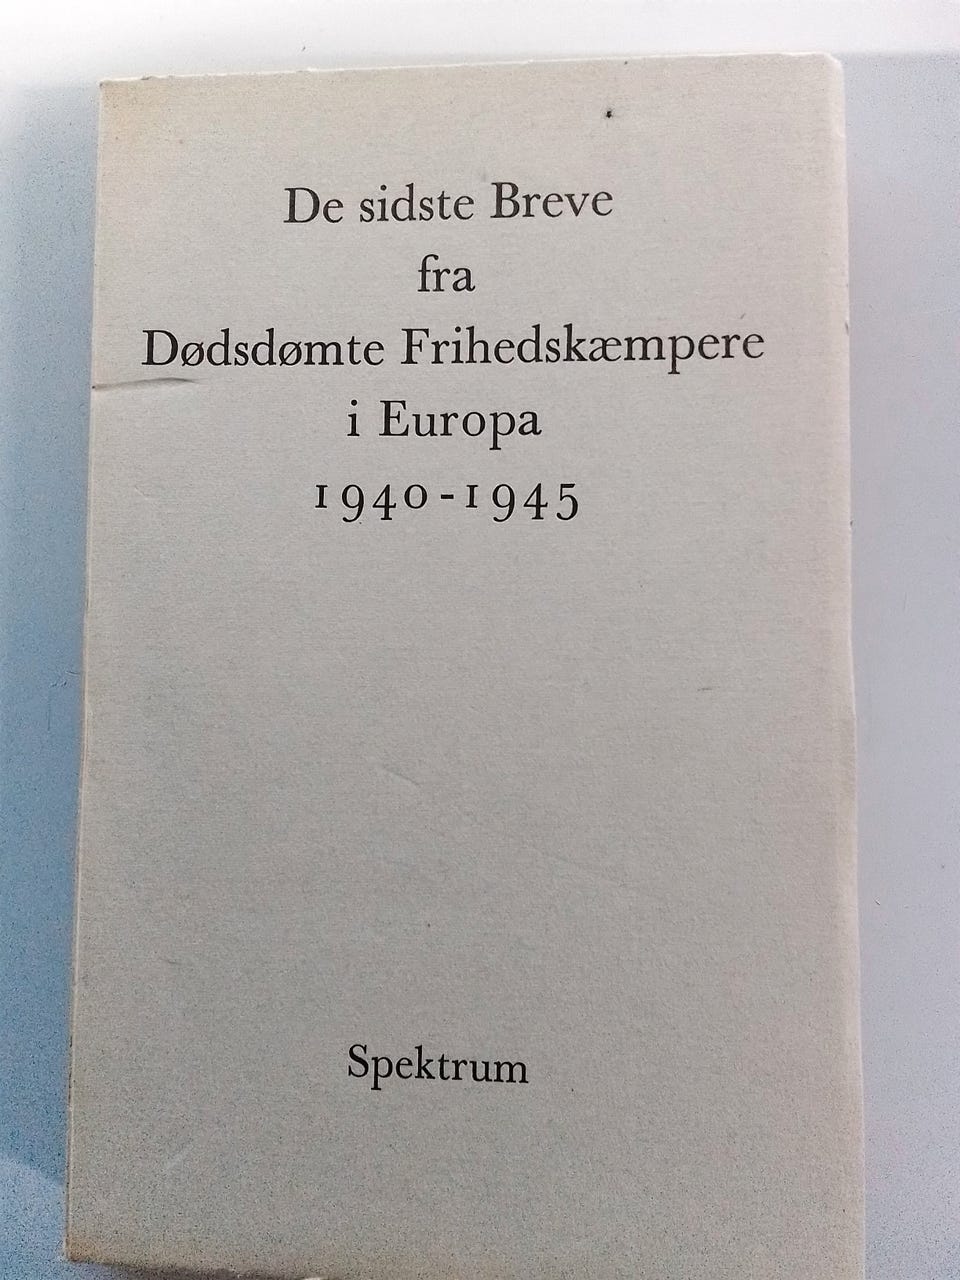 De sidste Breve
fra
Dødsdømte Frihedskæmpere
i Europa
1940-1945
Spektrum